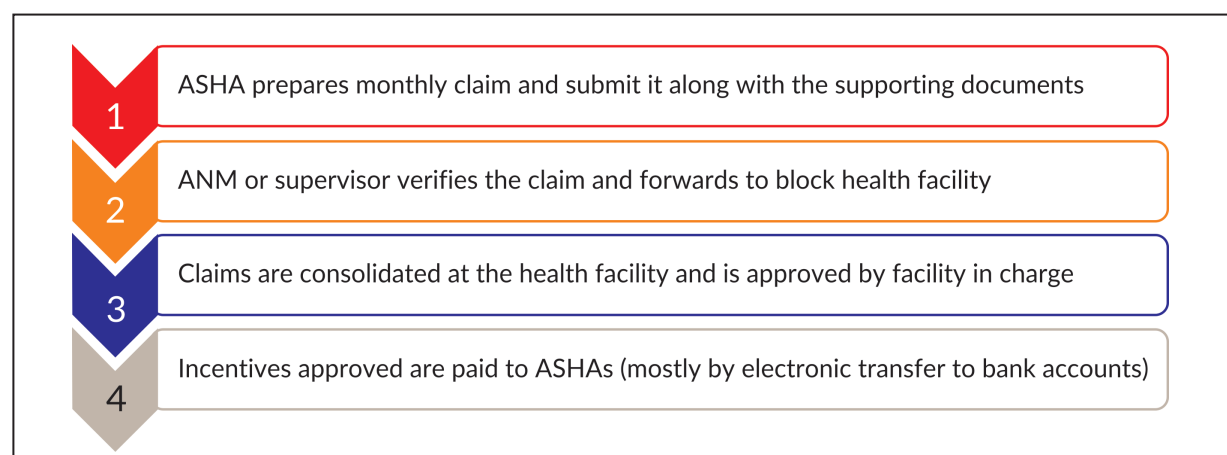 1
ASHA prepares monthly claim and submit it along with the supporting documents
2
ANM or supervisor verifies the claim and forwards to block health facility
3
Claims are consolidated at the health facility and is approved by facility in charge
4
Incentives approved are paid to ASHAs (mostly by electronic transfer to bank accounts)